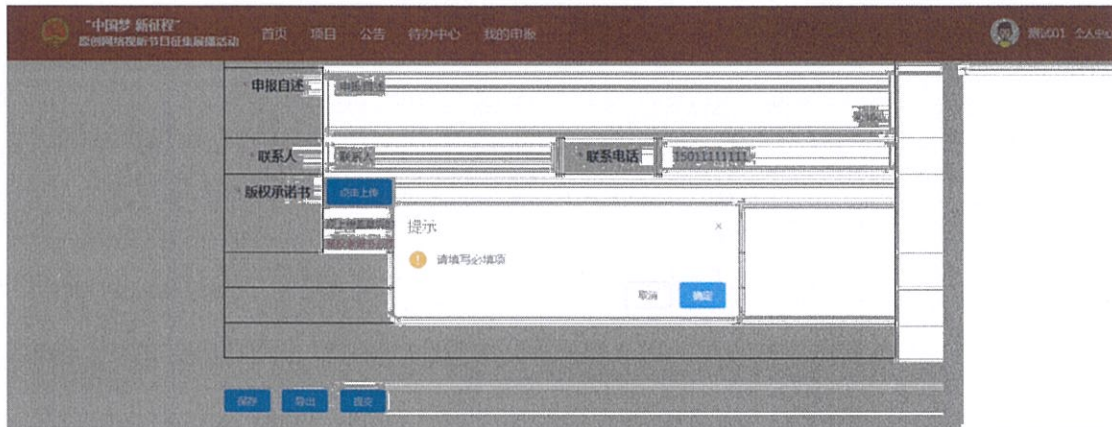 “中国梦 新征程”
原创网络视听节目征集展播活动
首页 项目 公告 待办中心 我的申报
测试001 个人中心
* 申报自述
申报自述
* 联系人
联系人
* 联系电话
15011111111
* 版权承诺书
点击上传
提示
×
请填写必填项
取消 确定
保存 导出 提交